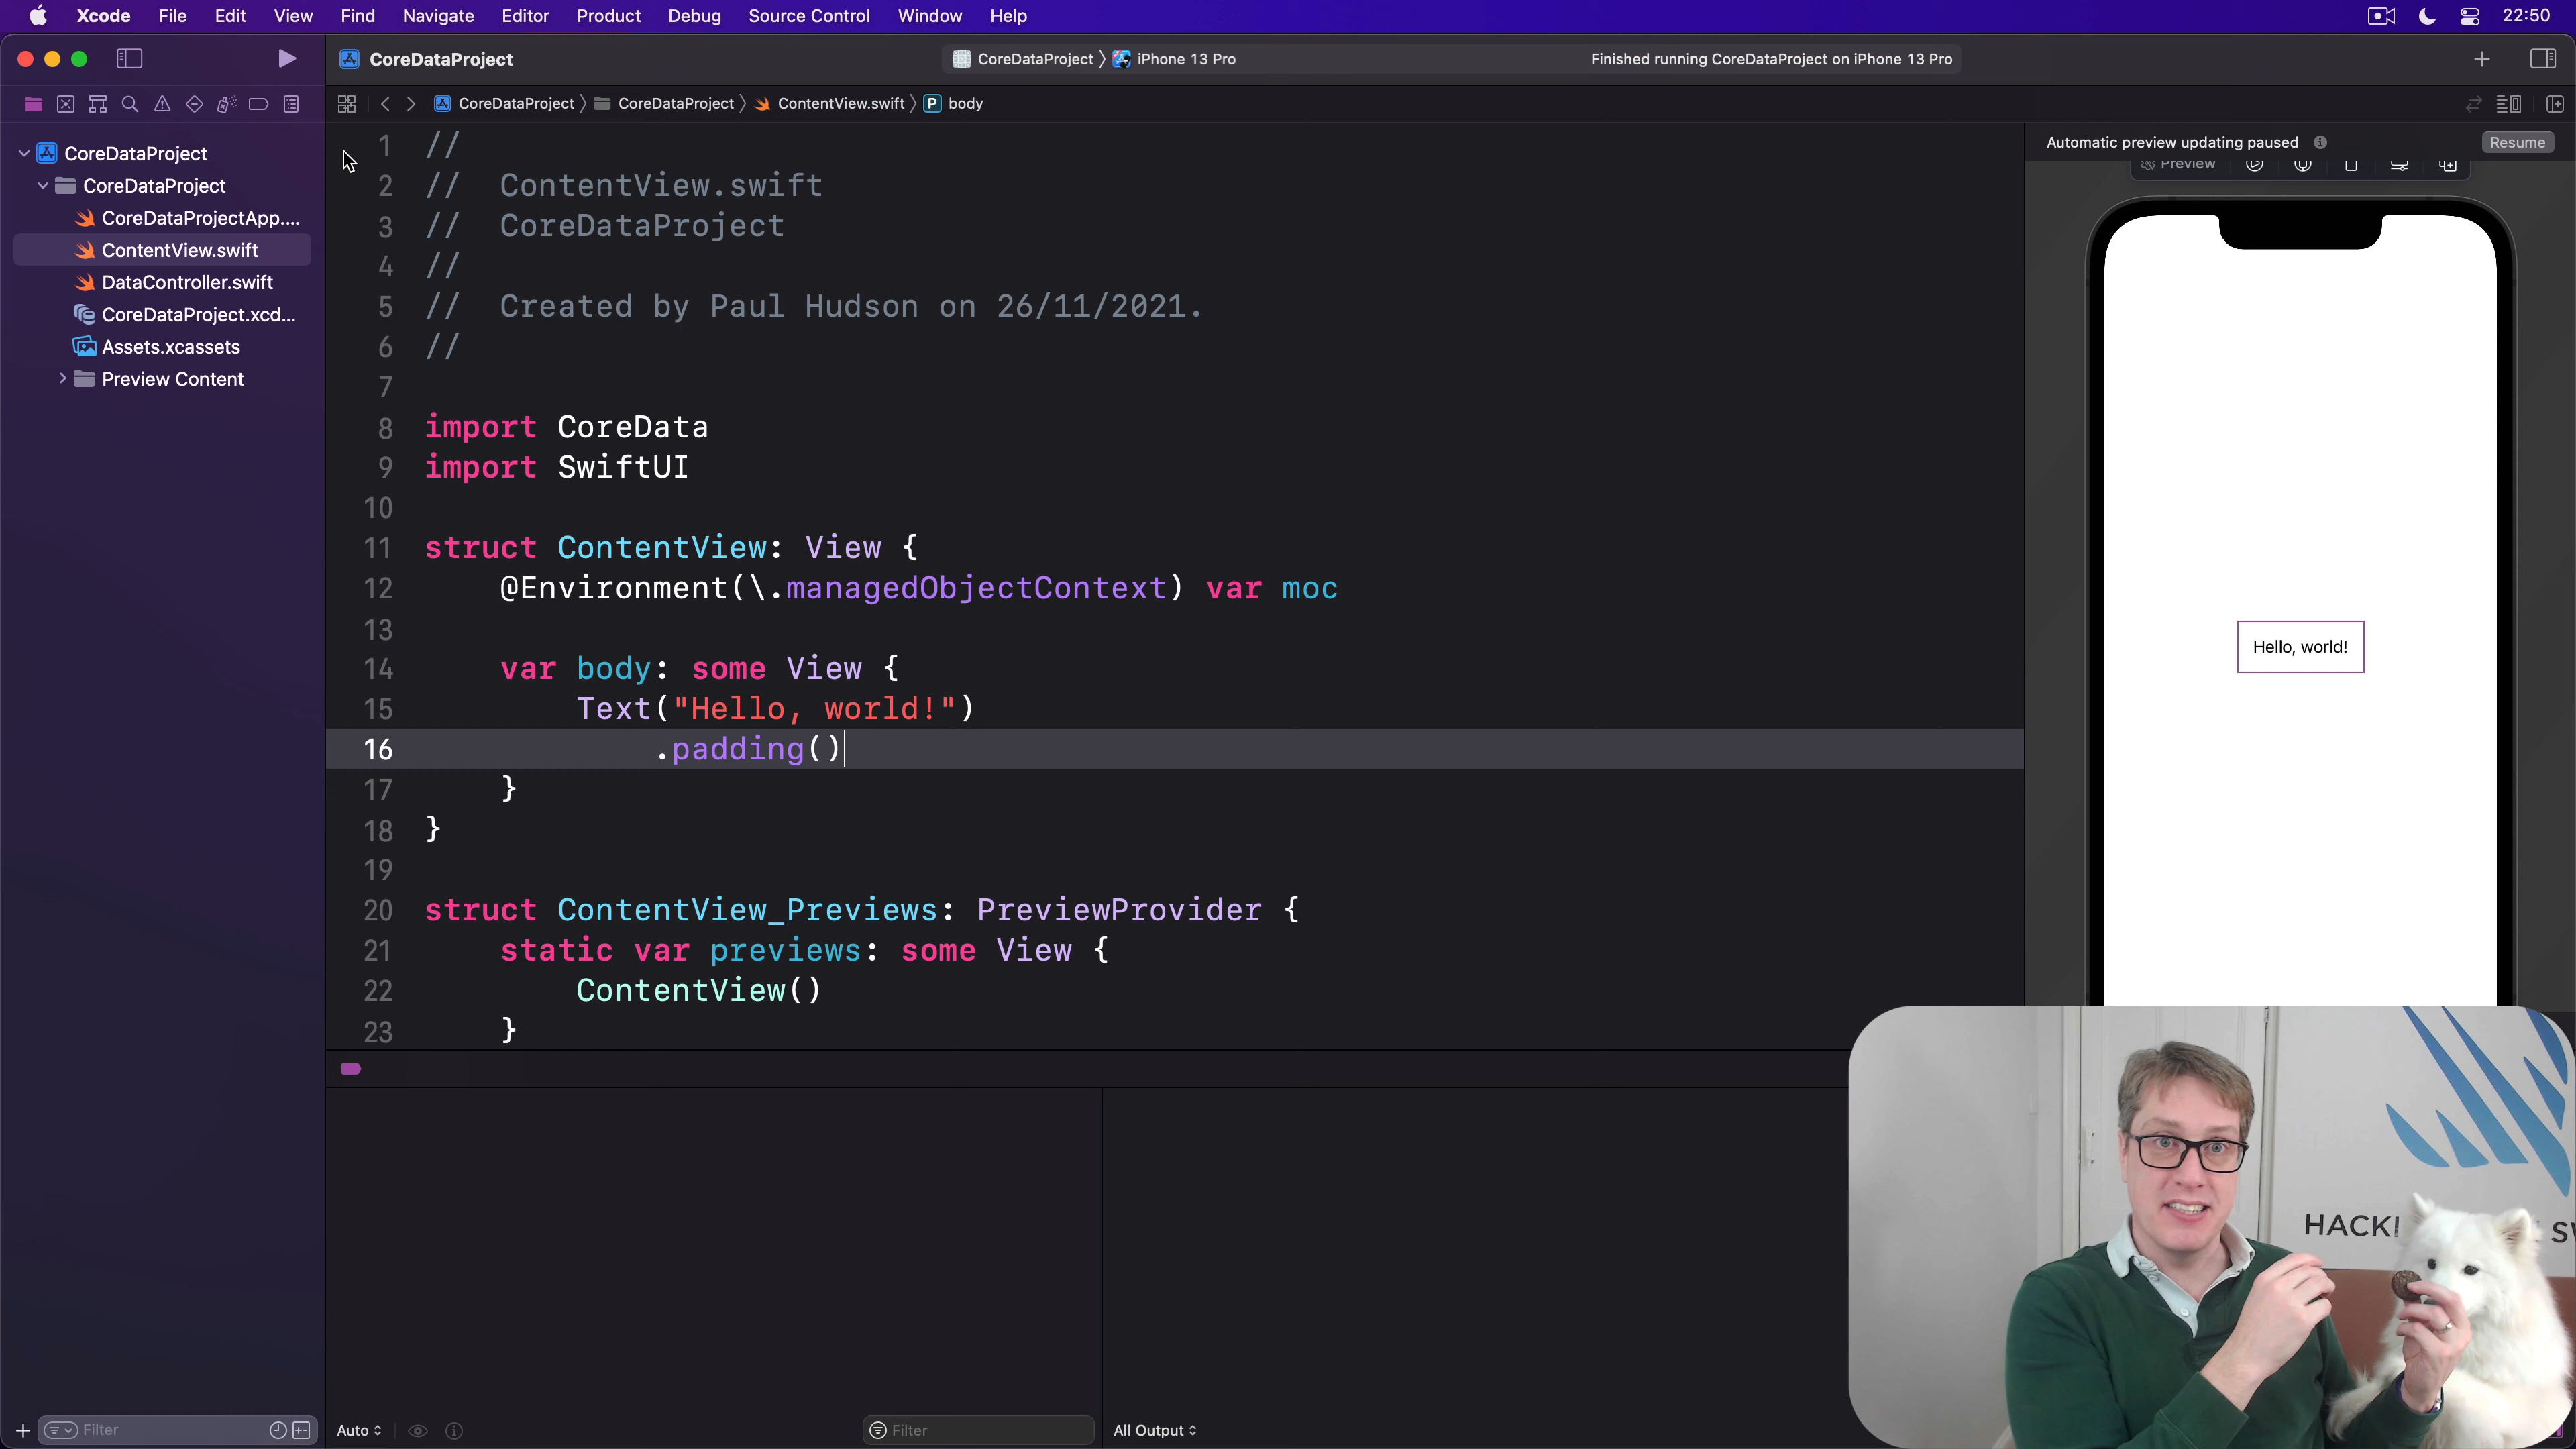 Xcode File Edit View Find Navigate Editor Product Debug Source Control Window Help 22:50
CoreDataProject CoreDataProject iPhone 13 Pro Finished running CoreDataProject on iPhone 13 Pro
CoreDataProject CoreDataProject ContentView.swift P body
Automatic preview updating paused Resume
Preview
CoreDataProject
CoreDataProject
CoreDataProjectApp....
ContentView.swift
DataController.swift
CoreDataProject.xcd...
Assets.xcassets
Preview Content
1 //
2 // ContentView.swift
3 // CoreDataProject
4 //
5 // Created by Paul Hudson on 26/11/2021.
6 //
7
8 import CoreData
9 import SwiftUI
10
11 struct ContentView: View {
12 @Environment(\.managedObjectContext) var moc
13
14 var body: some View {
15 Text("Hello, world!")
16 .padding()
17 }
18 }
19
20 struct ContentView_Previews: PreviewProvider {
21 static var previews: some View {
22 ContentView()
23 }
Hello, world!
HACK!
SW
Filter
Auto
Filter
All Output